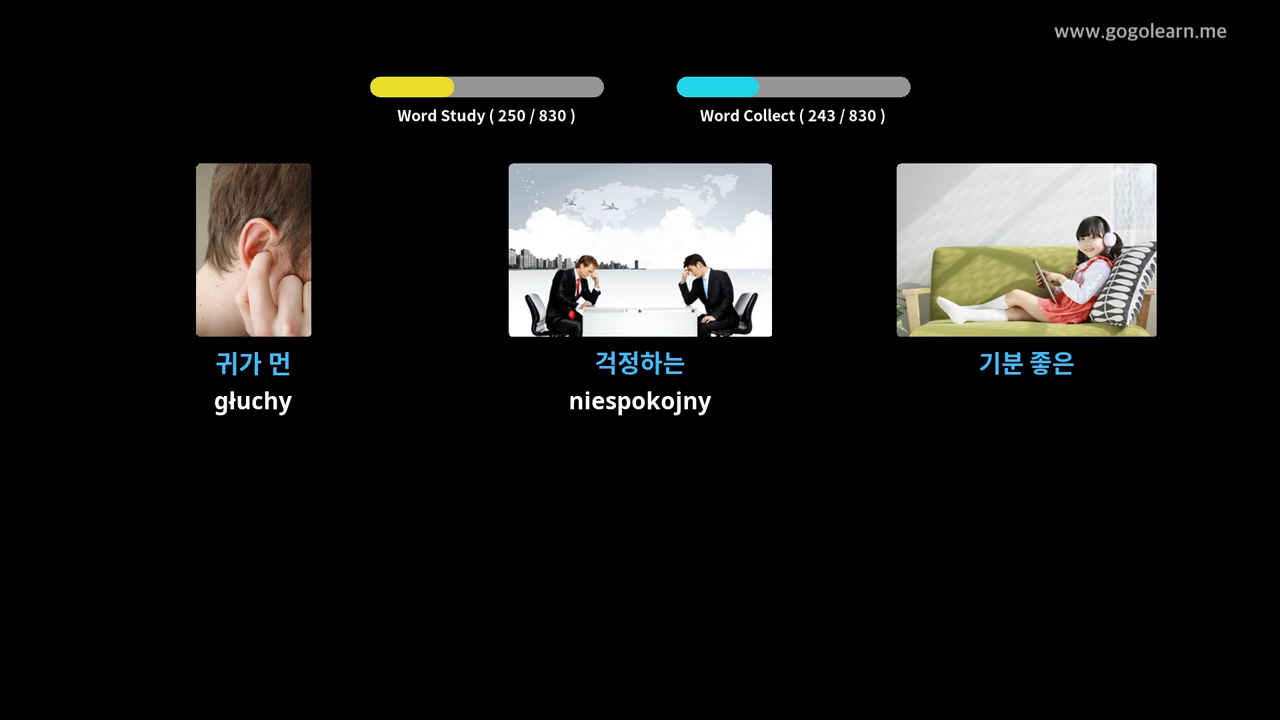 www.gogolearn.me
Word Study ( 250 / 830 )
Word Collect ( 243 / 830 )
귀가 먼
głuchy
걱정하는
niespokojny
기분 좋은